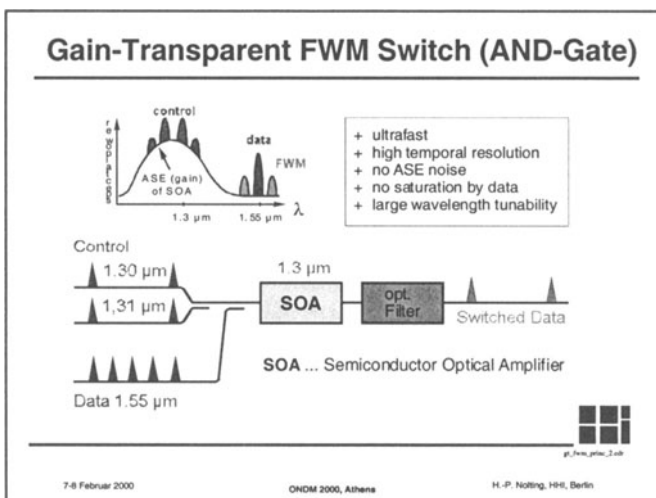 Gain-Transparent FWM Switch (AND-Gate)
control
data
FWM
ASE (gain)
of SOA
λ
1.3 µm
1.55 µm
+ ultrafast
+ high temporal resolution
+ no ASE noise
+ no saturation by data
+ large wavelength tunability
Control
1.30 µm
1,31 µm
1.3 µm
SOA
opt.
Filter
Switched Data
SOA ... Semiconductor Optical Amplifier
Data 1.55 µm
gt_fwm_princ_2.cdr
7-8 Februar 2000
ONDM 2000, Athens
H.-P. Nolting, HHI, Berlin